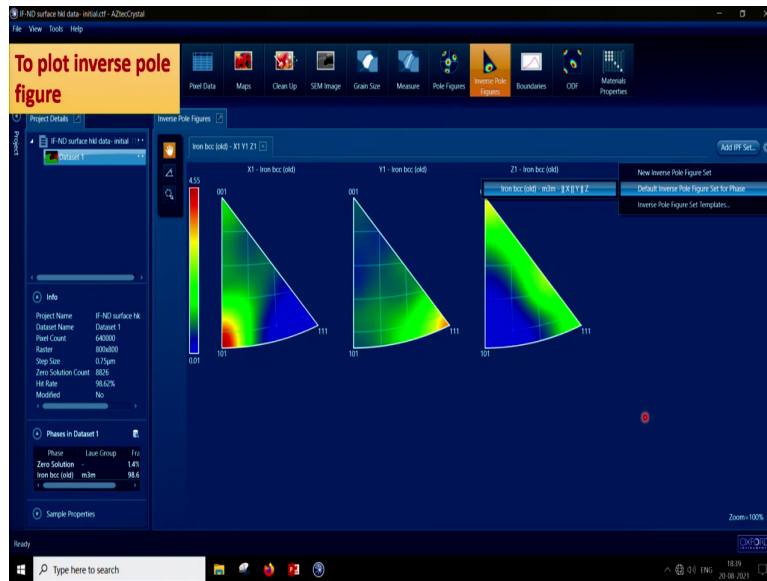 IF-ND surface hkl data- initial.ctf - AZtecCrystal
File View Tools Help
To plot inverse pole
figure
Pixel Data
Maps
Clean Up
SEM Image
Grain Size
Measure
Pole Figures
Inverse Pole
Figures
Boundaries
ODF
Materials
Properties
Project
Project Details
IF-ND surface hkl data- initial
Dataset 1
Inverse Pole Figures
Iron bcc (old) - X1 Y1 Z1
Add IPF Set...
New Inverse Pole Figure Set
Default Inverse Pole Figure Set for Phase
Inverse Pole Figure Set Templates...
Iron bcc (old) - m3m - || X || Y || Z
X1 - Iron bcc (old)
Y1 - Iron bcc (old)
Z1 - Iron bcc (old)
4.55
0.01
001
101
111
001
101
111
101
111
Info
Project Name IF-ND surface hk
Dataset Name Dataset 1
Pixel Count 640000
Raster 800x800
Step Size 0.75µm
Zero Solution Count 8826
Hit Rate 98.62%
Modified No
Phases in Dataset 1
Phase Laue Group Fra
Zero Solution - 1.4%
Iron bcc (old) m3m 98.6
Sample Properties
Zoom=100%
Ready
OXFORD
Type here to search
ENG
18:39
20-08-2021